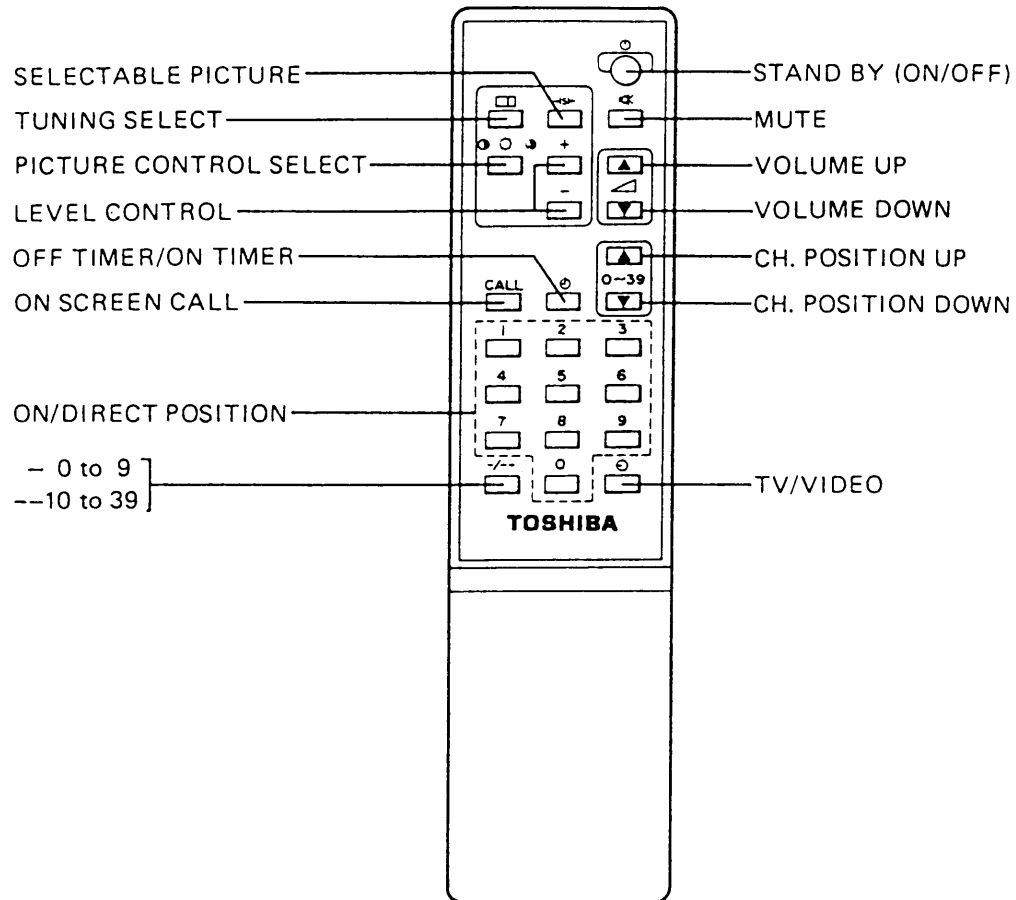 SELECTABLE PICTURE
TUNING SELECT
PICTURE CONTROL SELECT
LEVEL CONTROL
OFF TIMER/ON TIMER
ON SCREEN CALL
ON/DIRECT POSITION
– 0 to 9
––10 to 39
+
-
CALL
0~39
1 2 3
4 5 6
7 8 9
-/-- 0
TOSHIBA
STAND BY (ON/OFF)
MUTE
VOLUME UP
VOLUME DOWN
CH. POSITION UP
CH. POSITION DOWN
TV/VIDEO